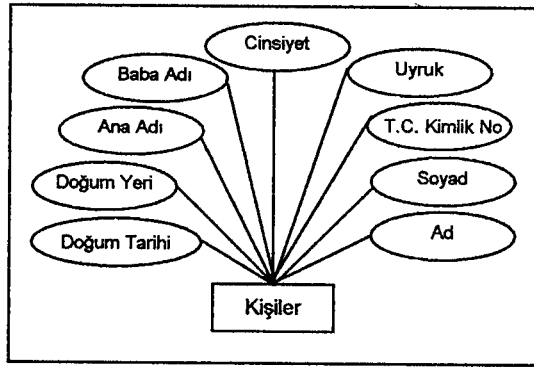 Cinsiyet
Baba Adı
Uyruk
Ana Adı
T.C. Kimlik No
Doğum Yeri
Soyad
Doğum Tarihi
Ad
Kişiler